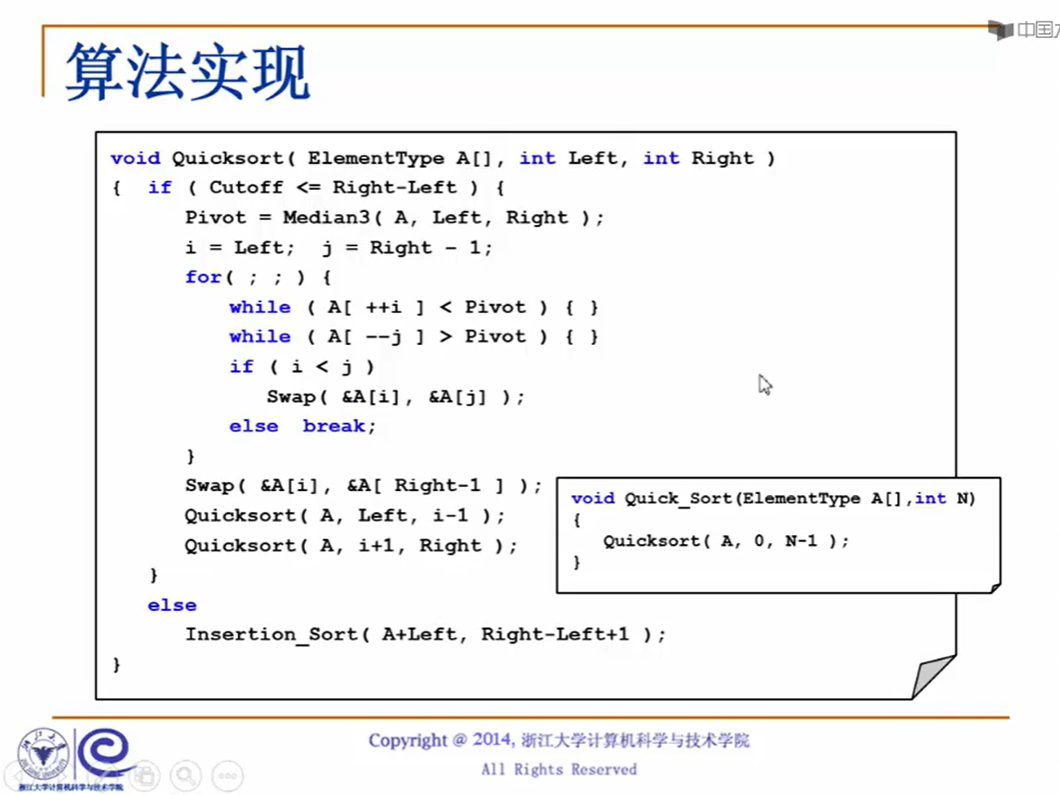 中国
算法实现
void Quicksort( ElementType A[], int Left, int Right )
{ if ( Cutoff <= Right-Left ) {
Pivot = Median3( A, Left, Right );
i = Left; j = Right - 1;
for( ; ; ) {
while ( A[ ++i ] < Pivot ) { }
while ( A[ --j ] > Pivot ) { }
if ( i < j )
Swap( &A[i], &A[j] );
else break;
}
Swap( &A[i], &A[ Right-1 ] );
Quicksort( A, Left, i-1 );
Quicksort( A, i+1, Right );
}
else
Insertion_Sort( A+Left, Right-Left+1 );
}
void Quick_Sort(ElementType A[],int N)
{
Quicksort( A, 0, N-1 );
}
Copyright @ 2014, 浙江大学计算机科学与技术学院
All Rights Reserved
浙江大学计算机科学与技术学院